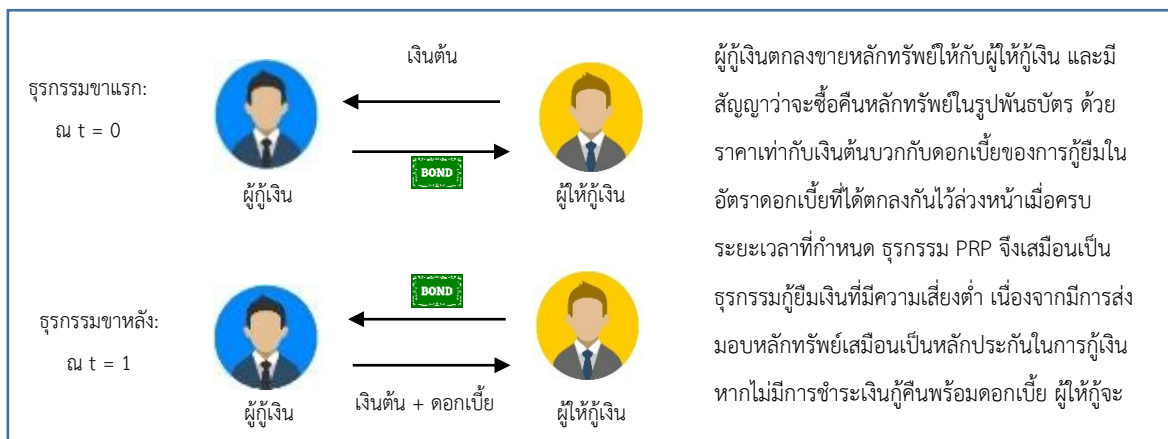 เงินต้น
ธุรกรรมขาแรก:
ณ t = 0
BOND
ผู้กู้เงิน
ผู้ให้กู้เงิน
BOND
ธุรกรรมขาหลัง:
ณ t = 1
เงินต้น + ดอกเบี้ย
ผู้กู้เงิน
ผู้ให้กู้เงิน
ผู้กู้เงินตกลงขายหลักทรัพย์ให้กับผู้ให้กู้เงิน และมี
สัญญาว่าจะซื้อคืนหลักทรัพย์ในรูปพันธบัตร ด้วย
ราคาเท่ากับเงินต้นบวกกับดอกเบี้ยของการกู้ยืมใน
อัตราดอกเบี้ยที่ได้ตกลงกันไว้ล่วงหน้าเมื่อครบ
ระยะเวลาที่กำหนด ธุรกรรม PRP จึงเสมือนเป็น
ธุรกรรมกู้ยืมเงินที่มีความเสี่ยงต่ำ เนื่องจากมีการส่ง
มอบหลักทรัพย์เสมือนเป็นหลักประกันในการกู้เงิน
หากไม่มีการชำระเงินกู้คืนพร้อมดอกเบี้ย ผู้ให้กู้จะ